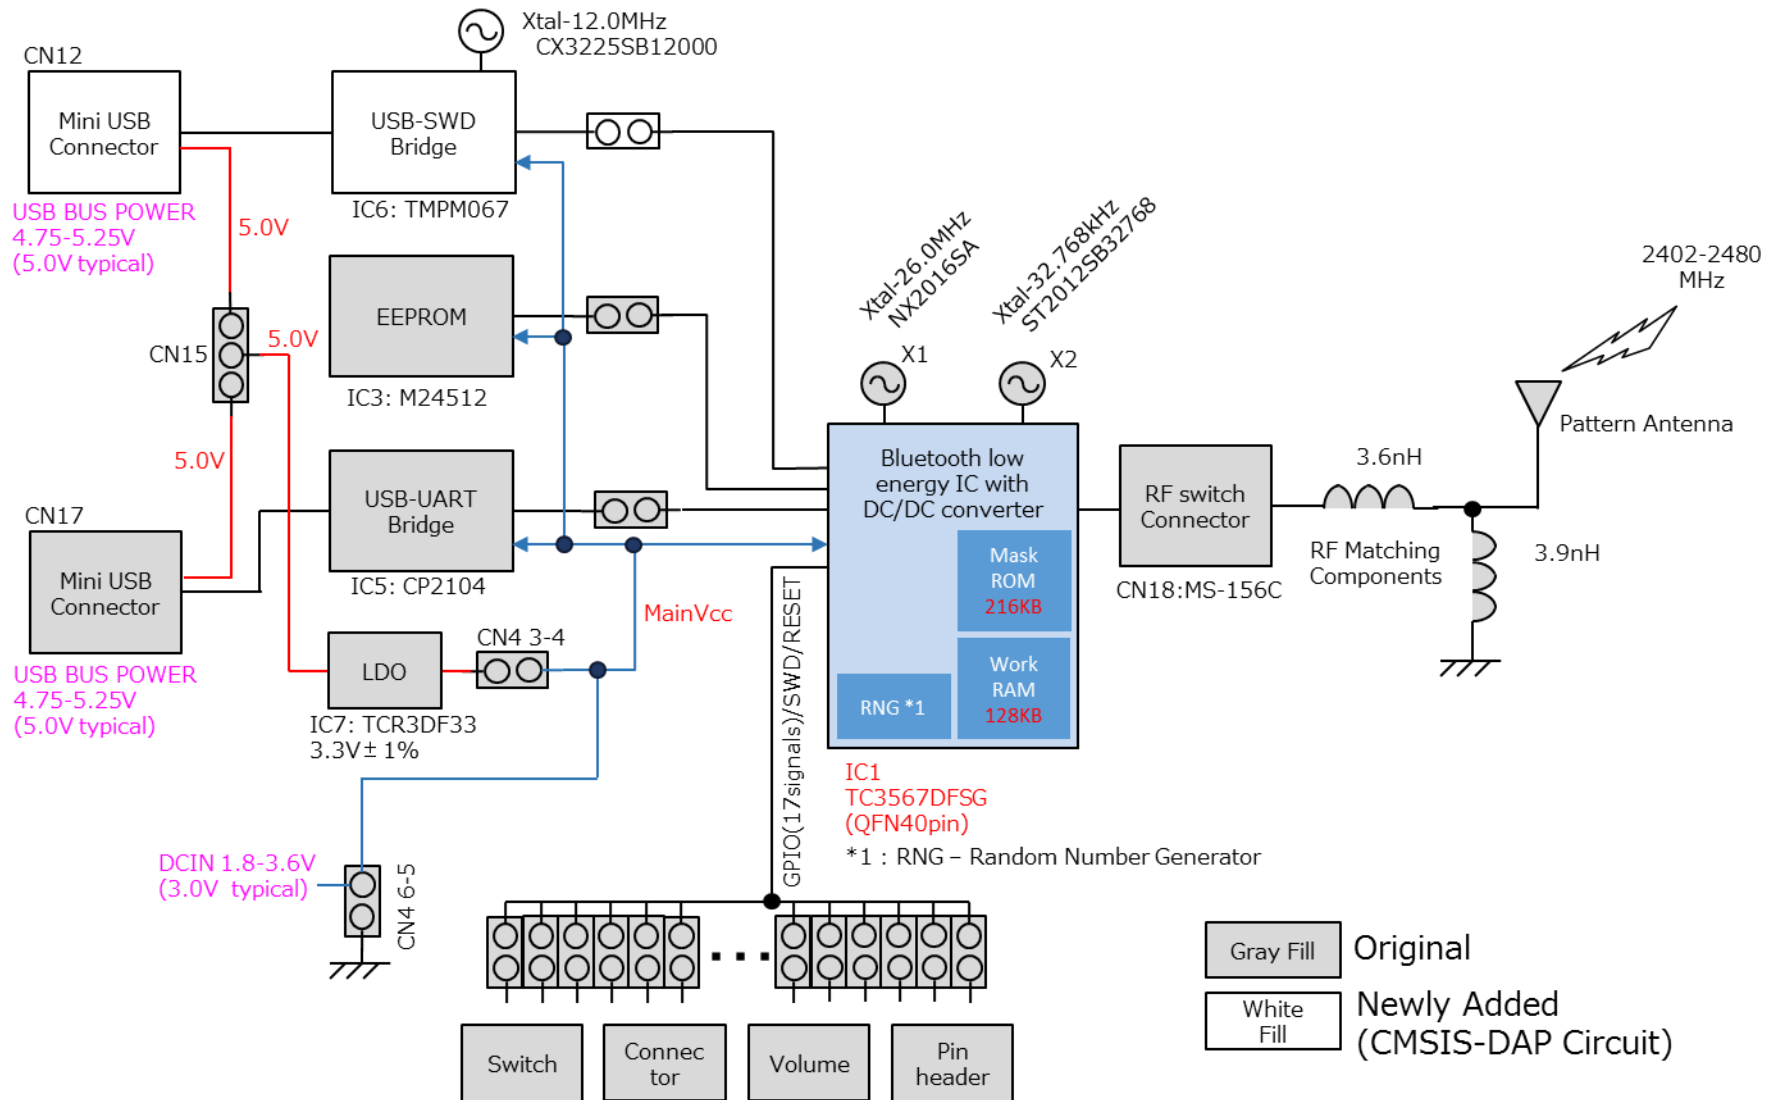 Xtal-12.0MHz
CX3225SB12000
CN12
Mini USB
Connector
USB-SWD
Bridge
IC6: TMPM067
USB BUS POWER
4.75-5.25V
(5.0V typical)
5.0V
EEPROM
IC3: M24512
CN15
5.0V
5.0V
Xtal-26.0MHz
NX2016SA
Xtal-32.768kHz
ST2012SB32768
X1
X2
2402-2480
MHz
Pattern Antenna
CN17
Mini USB
Connector
USB-UART
Bridge
IC5: CP2104
USB BUS POWER
4.75-5.25V
(5.0V typical)
Bluetooth low
energy IC with
DC/DC converter
Mask
ROM
216KB
Work
RAM
128KB
RNG *1
RF switch
Connector
CN18:MS-156C
3.6nH
RF Matching
Components
3.9nH
MainVcc
CN4 3-4
LDO
IC7: TCR3DF33
3.3V± 1%
GPIO(17signals)/SWD/RESET
IC1
TC3567DFSG
(QFN40pin)
*1 : RNG – Random Number Generator
DCIN 1.8-3.6V
(3.0V typical)
CN4 6-5
Switch
Connec
tor
Volume
Pin
header
Gray Fill
Original
White
Fill
Newly Added
(CMSIS-DAP Circuit)